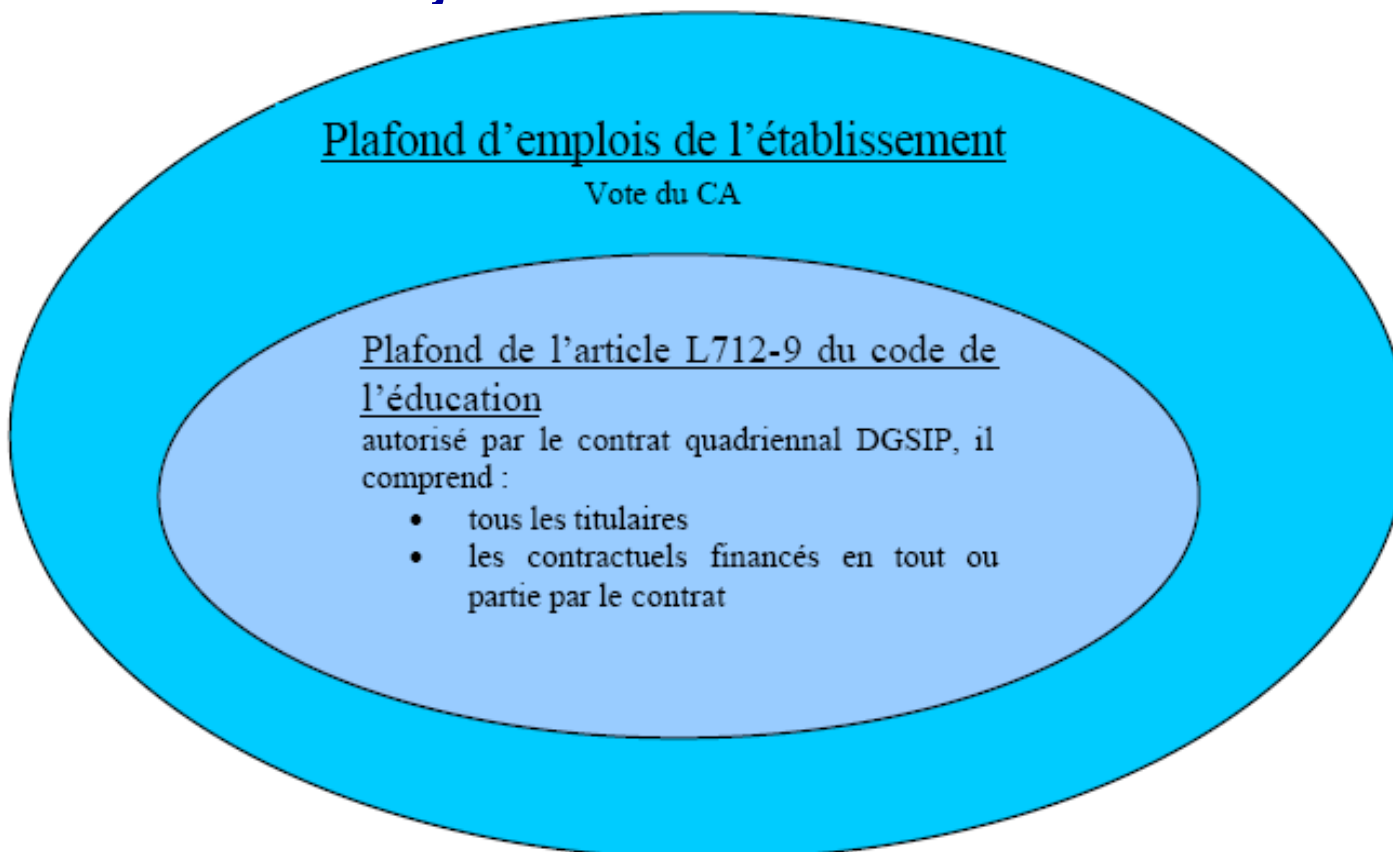 Plafond d'emplois de l'établissement
Vote du CA
Plafond de l'article L712-9 du code de
l'éducation
autorisé par le contrat quadriennal DGSIP, il
comprend :
• tous les titulaires
• les contractuels financés en tout ou
partie par le contrat